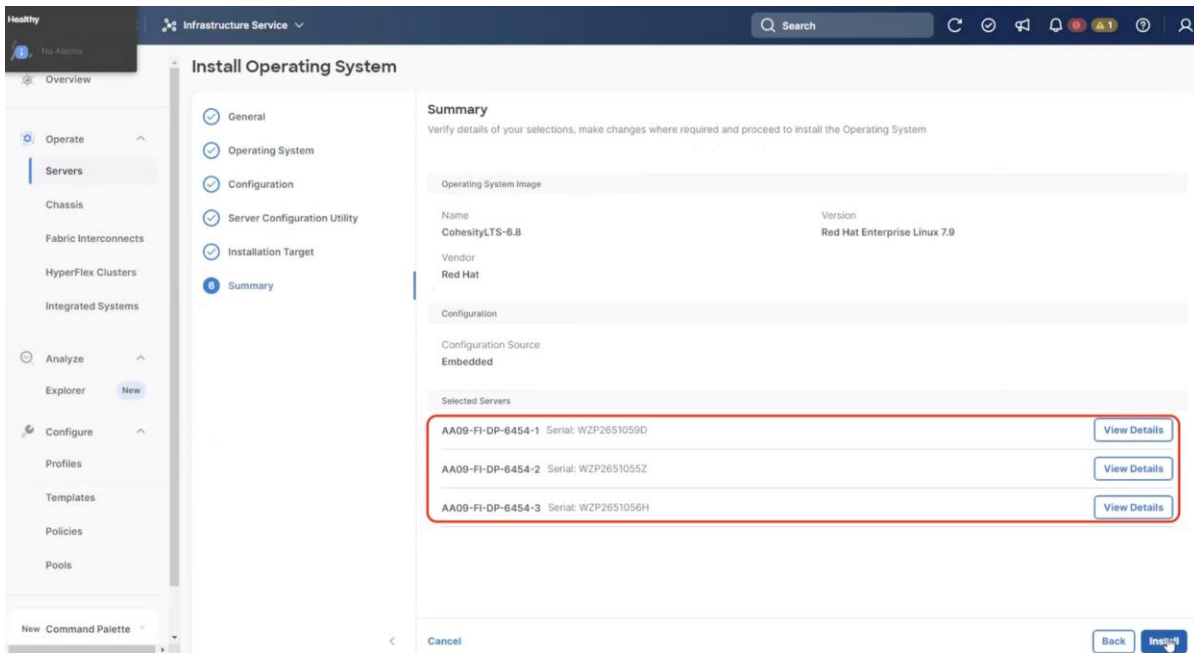 Healthy
No Alarms
Infrastructure Service
Search
0
1
Overview
Operate
Servers
Chassis
Fabric Interconnects
HyperFlex Clusters
Integrated Systems
Analyze
Explorer New
Configure
Profiles
Templates
Policies
Pools
New Command Palette
Install Operating System
General
Operating System
Configuration
Server Configuration Utility
Installation Target
6 Summary
Summary
Verify details of your selections, make changes where required and proceed to install the Operating System
Operating System Image
Name
CohesityLTS-6.8
Version
Red Hat Enterprise Linux 7.9
Vendor
Red Hat
Configuration
Configuration Source
Embedded
Selected Servers
AA09-FI-DP-6454-1 Serial: WZP2651059D View Details
AA09-FI-DP-6454-2 Serial: WZP2651055Z View Details
AA09-FI-DP-6454-3 Serial: WZP2651056H View Details
Cancel Back Install